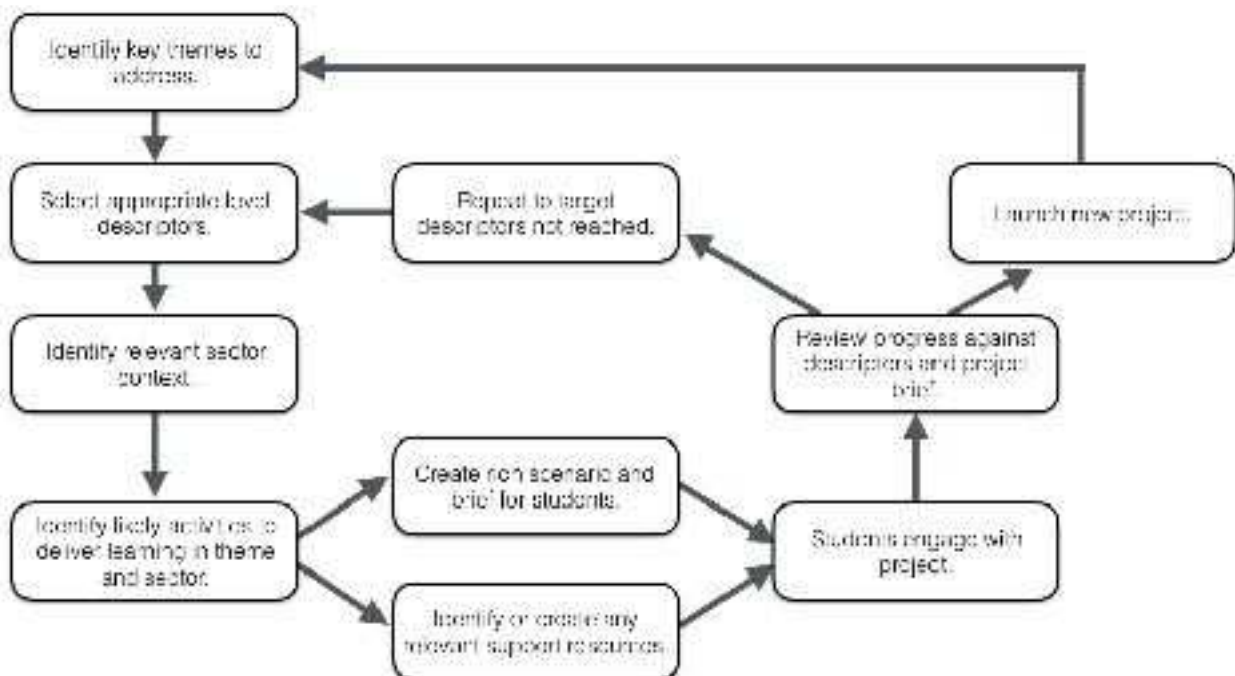 Identify key themes to
address.
Select appropriate level
descriptors.
Repeat to target
descriptors not reached.
Launch new project.
Identify relevant sector
context.
Review progress against
descriptors and project
brief.
Create rich scenario and
brief for students.
Identify likely activities to
deliver learning in theme
and sector.
Students engage with
project.
Identify or create any
relevant support resources.